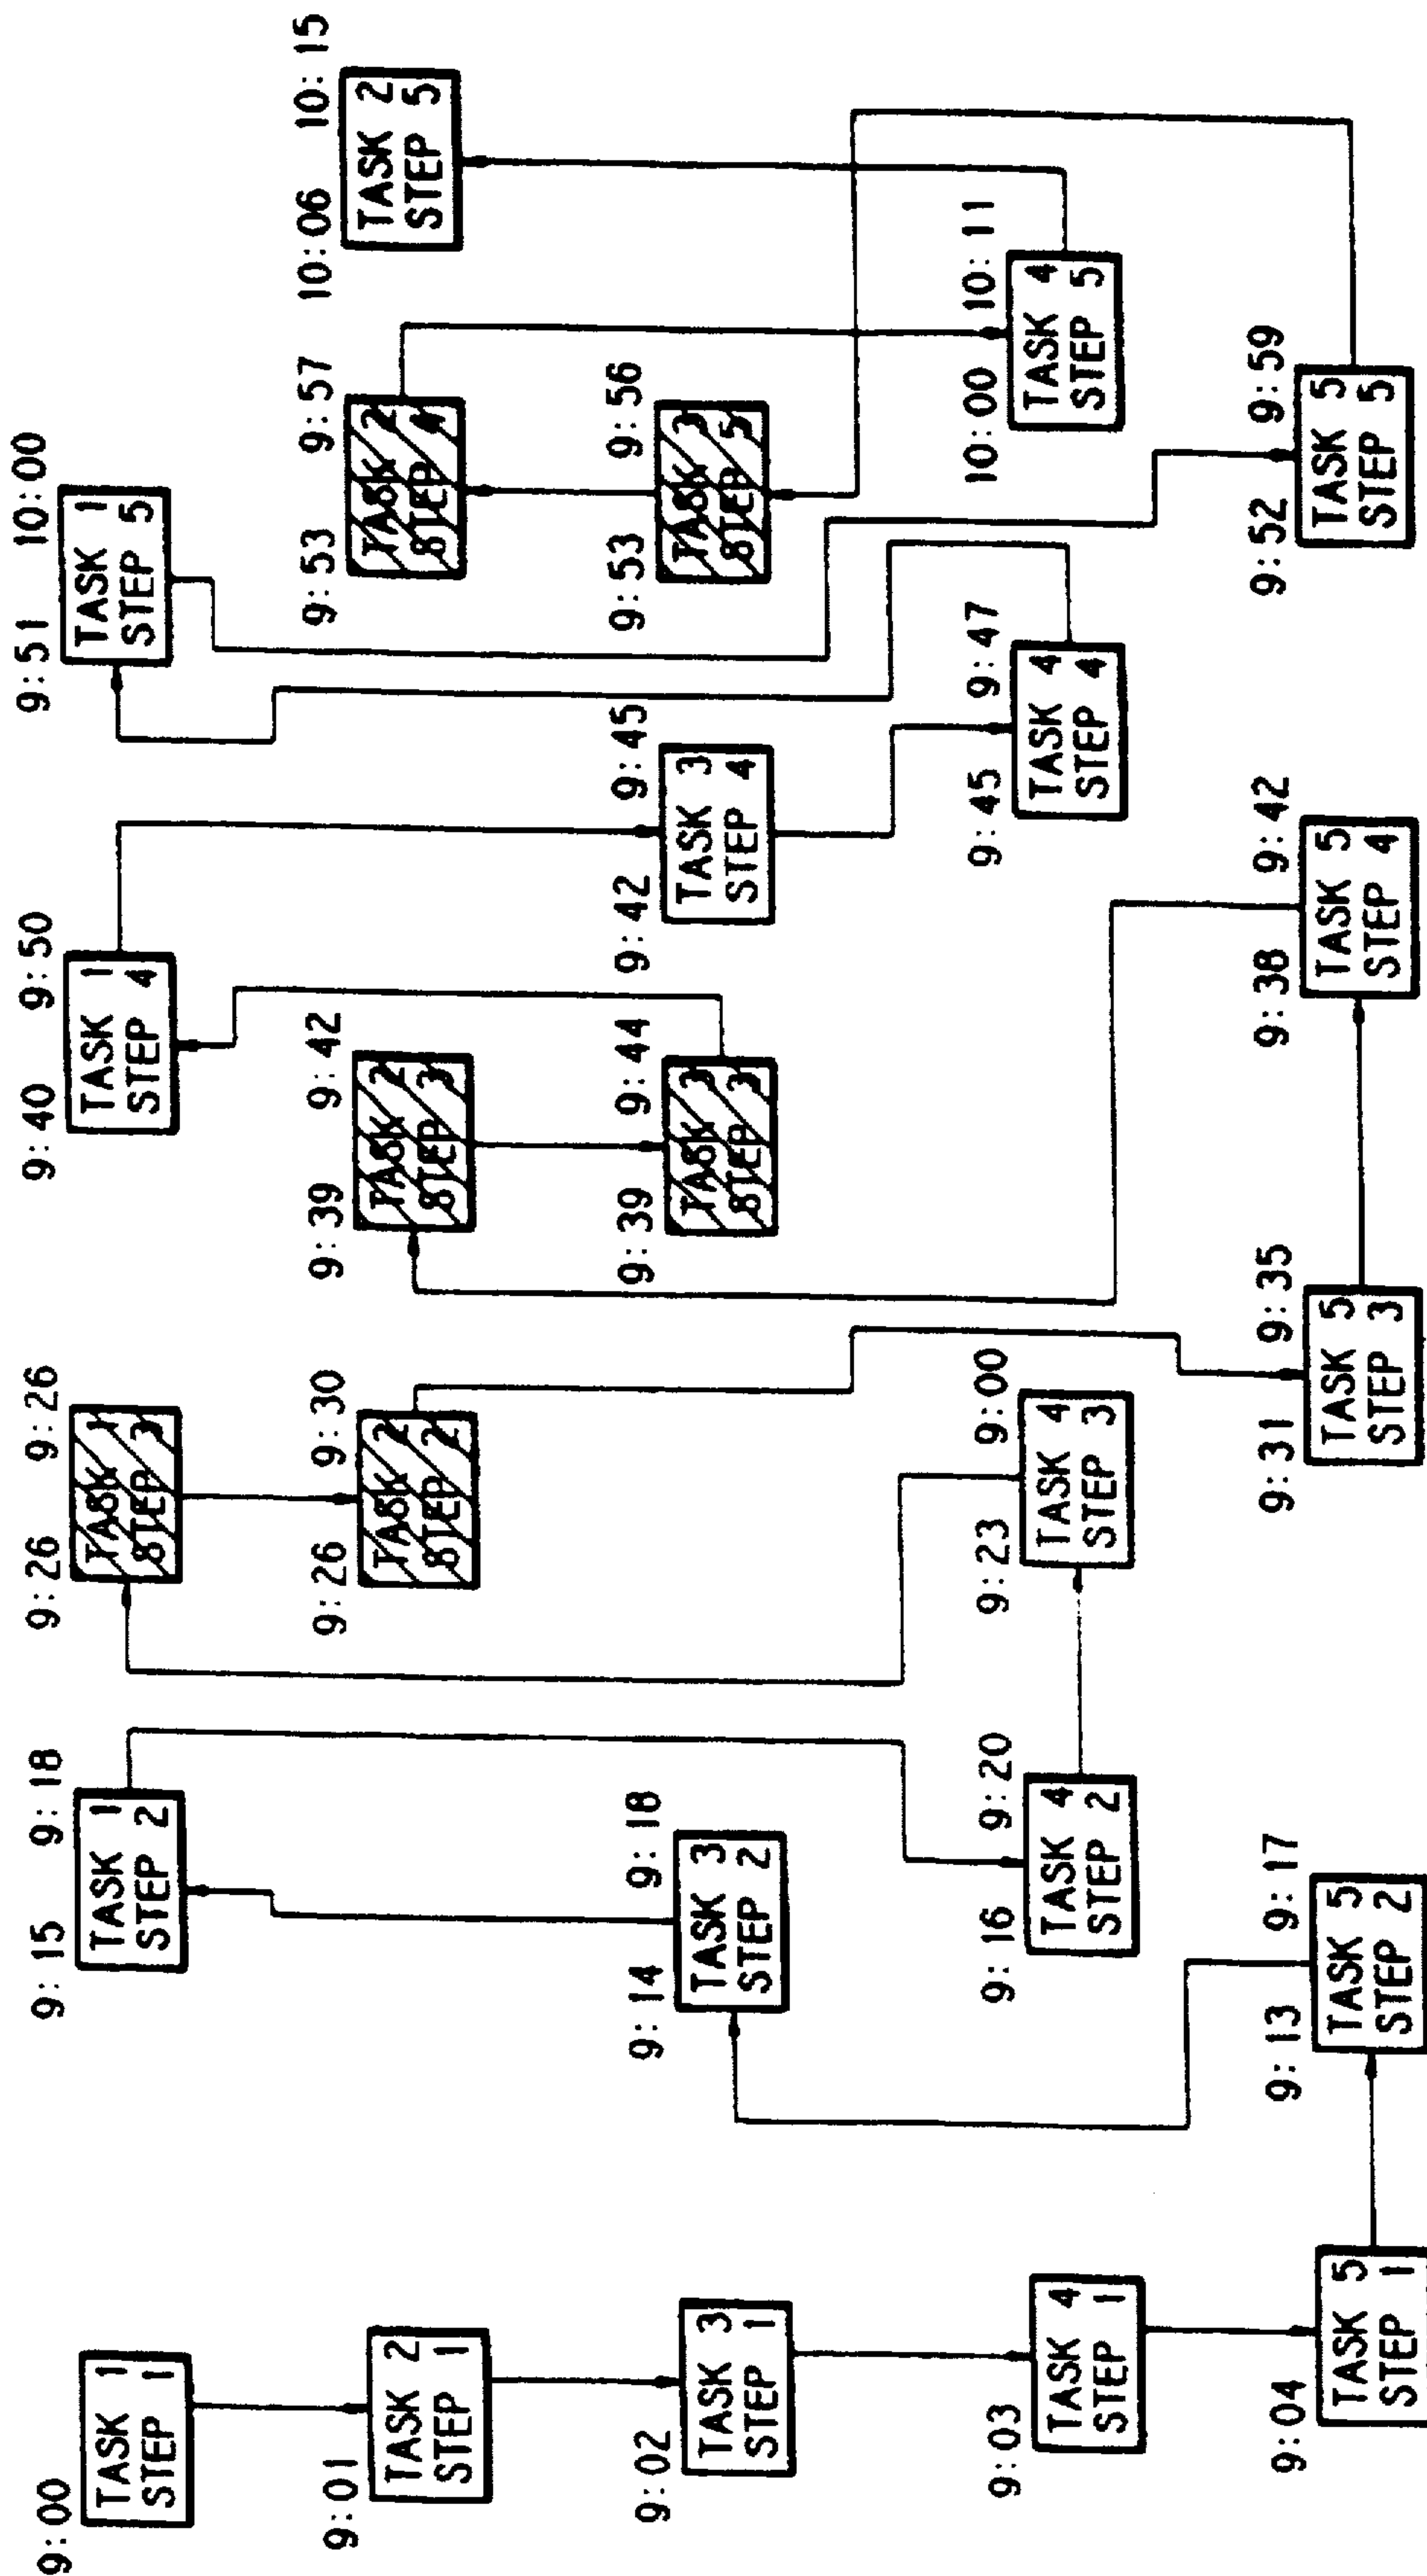 9:00
TASK 1
STEP 1
9:15 9:18
TASK 1
STEP 2
9:26 9:26
TASK 1
STEP 3
9:40 9:50
TASK 1
STEP 4
9:51 10:00
TASK 1
STEP 5
9:01
TASK 2
STEP 1
9:26 9:30
TASK 2
STEP 2
9:39 9:42
TASK 2
STEP 3
9:53 9:57
TASK 2
STEP 4
10:06 10:15
TASK 2
STEP 5
9:02
TASK 3
STEP 1
9:14 9:18
TASK 3
STEP 2
9:39 9:44
TASK 3
STEP 3
9:42 9:45
TASK 3
STEP 4
9:53 9:56
TASK 3
STEP 5
9:03
TASK 4
STEP 1
9:16 9:20
TASK 4
STEP 2
9:23 9:00
TASK 4
STEP 3
9:45 9:47
TASK 4
STEP 4
10:00 10:11
TASK 4
STEP 5
9:04
TASK 5
STEP 1
9:13 9:17
TASK 5
STEP 2
9:31 9:35
TASK 5
STEP 3
9:38 9:42
TASK 5
STEP 4
9:52 9:59
TASK 5
STEP 5